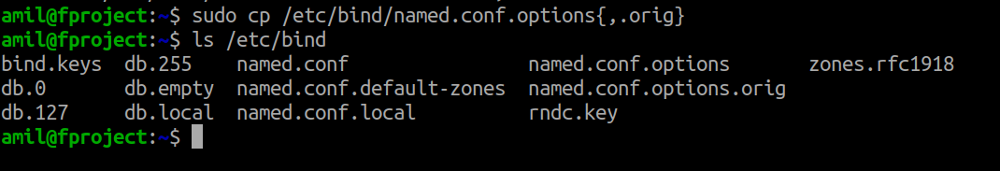 amil@fproject:~$ sudo cp /etc/bind/named.conf.options{,.orig}
amil@fproject:~$ ls /etc/bind
bind.keys  db.255    named.conf                named.conf.options       zones.rfc1918
db.0       db.empty  named.conf.default-zones  named.conf.options.orig
db.127     db.local  named.conf.local          rndc.key
amil@fproject:~$